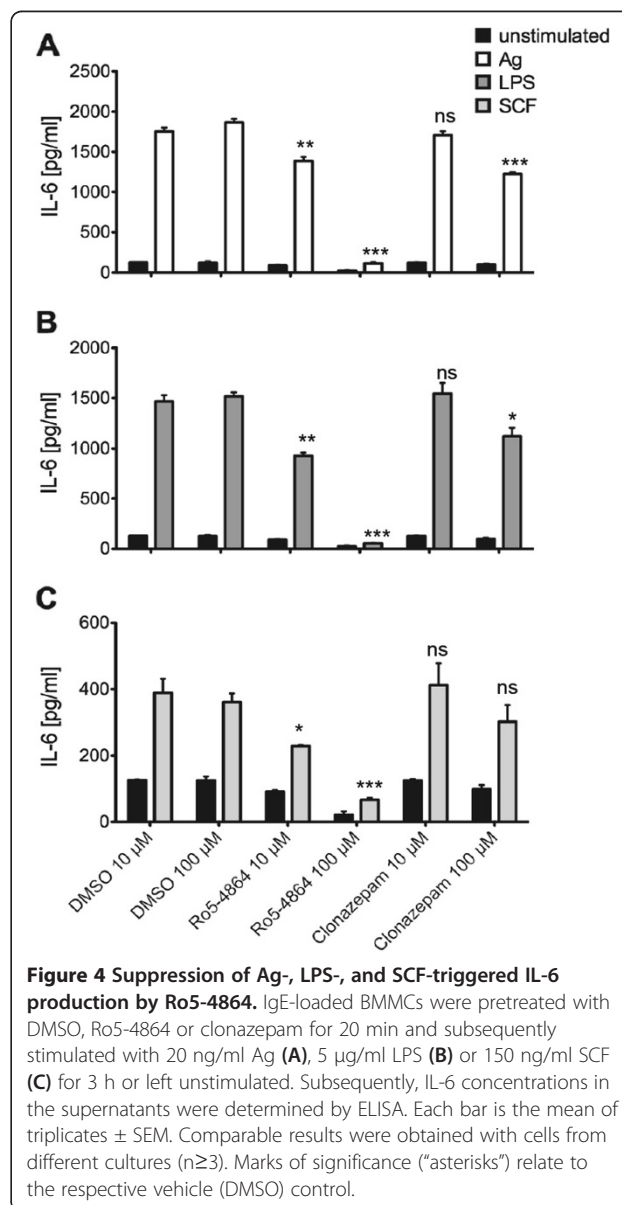 A
unstimulated
Ag
LPS
SCF
IL-6 [pg/ml]
2500
2000
1500
1000
500
0
**
***
ns
***
B
IL-6 [pg/ml]
2000
1500
1000
500
0
**
***
ns
*
C
IL-6 [pg/ml]
600
400
200
0
*
***
ns
ns
DMSO 10 µM
DMSO 100 µM
Ro5-4864 10 µM
Ro5-4864 100 µM
Clonazepam 10 µM
Clonazepam 100 µM
Figure 4 Suppression of Ag-, LPS-, and SCF-triggered IL-6
production by Ro5-4864. IgE-loaded BMMCs were pretreated with
DMSO, Ro5-4864 or clonazepam for 20 min and subsequently
stimulated with 20 ng/ml Ag (A), 5 µg/ml LPS (B) or 150 ng/ml SCF
(C) for 3 h or left unstimulated. Subsequently, IL-6 concentrations in
the supernatants were determined by ELISA. Each bar is the mean of
triplicates ± SEM. Comparable results were obtained with cells from
different cultures (n≥3). Marks of significance (“asterisks”) relate to
the respective vehicle (DMSO) control.